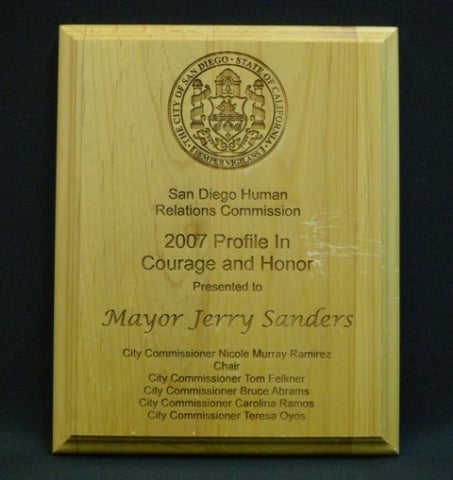 THE CITY OF SAN DIEGO · STATE OF CALIFORNIA
SEMPER VIGILANS
San Diego Human
Relations Commission
2007 Profile In
Courage and Honor
Presented to
Mayor Jerry Sanders
City Commissioner Nicole Murray Ramirez
Chair
City Commissioner Tom Felkner
City Commissioner Bruce Abrams
City Commissioner Carolina Ramos
City Commissioner Teresa Oyos